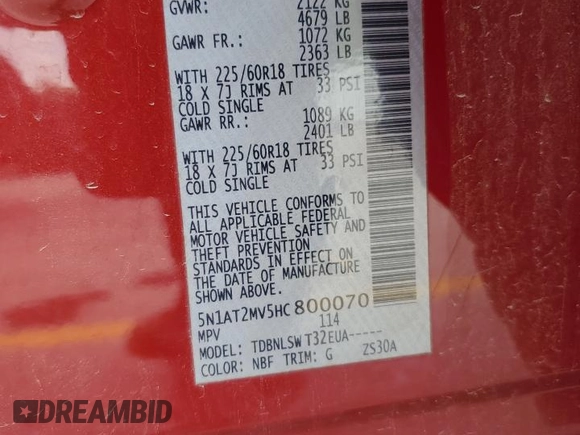 GVWR: 2122 KG
4679 LB
GAWR FR.: 1072 KG
2363 LB
WITH 225/60R18 TIRES
18 X 7J RIMS AT 33 PSI
COLD SINGLE
GAWR RR.: 1089 KG
2401 LB
WITH 225/60R18 TIRES
18 X 7J RIMS AT 33 PSI
COLD SINGLE
THIS VEHICLE CONFORMS TO
ALL APPLICABLE FEDERAL
MOTOR VEHICLE SAFETY AND
THEFT PREVENTION
STANDARDS IN EFFECT ON
THE DATE OF MANUFACTURE
SHOWN ABOVE.
5N1AT2MV5HC800070
MPV 114
MODEL: TDBNLSWT32EUA-----
COLOR: NBF TRIM: G ZS30A
DREAMBID